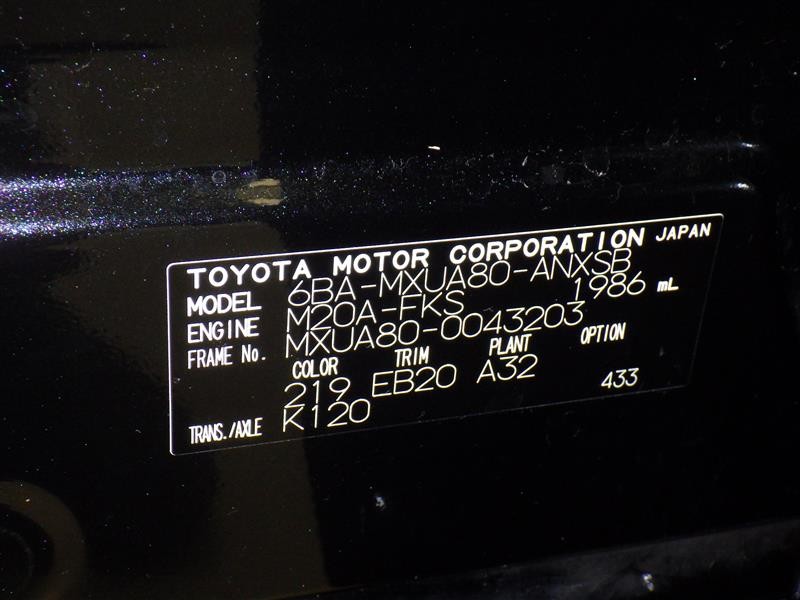 TOYOTA MOTOR CORPORATION JAPAN
MODEL 6BA-MXUA80-ANXSB
ENGINE M20A-FKS 1986 mL
FRAME No. MXUA80-0043203
COLOR TRIM PLANT OPTION
219 EB20 A32 433
TRANS./AXLE K120